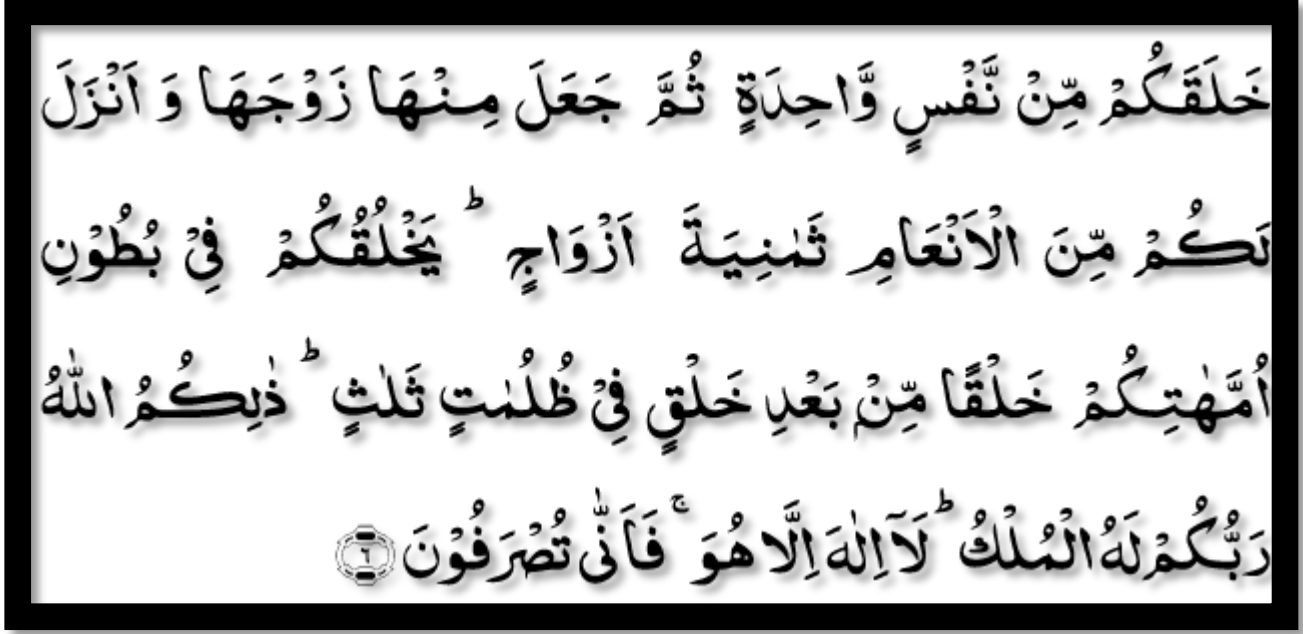 خَلَقَكُمْ مِّنْ نَّفْسٍ وَّاحِدَةٍ ثُمَّ جَعَلَ مِنْهَا زَوْجَهَا وَ اَنْزَلَ
لَكُمْ مِّنَ الْاَنْعَامِ ثَمٰنِيَةَ اَزْوَاجٍ ؕ يَخْلُقُكُمْ فِیْ بُطُوْنِ
اُمَّهٰتِكُمْ خَلْقًا مِّنْۢ بَعْدِ خَلْقٍ فِیْ ظُلُمٰتٍ ثَلٰثٍ ؕ ذٰلِكُمُ اللّٰهُ
رَبُّكُمْ لَهُ الْمُلْكُ ؕ لَاۤ اِلٰهَ اِلَّا هُوَ ۚ فَاَنّٰی تُصْرَفُوْنَ ﴿٦﴾